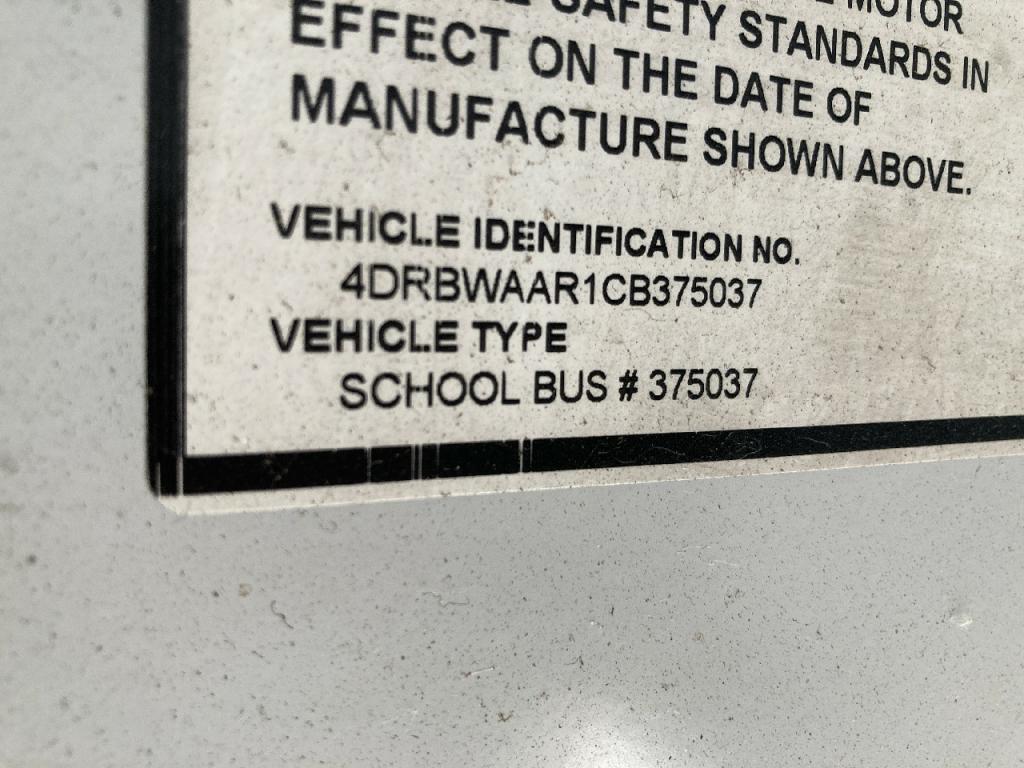 MOTOR
SAFETY STANDARDS IN
EFFECT ON THE DATE OF
MANUFACTURE SHOWN ABOVE.
VEHICLE IDENTIFICATION NO.
4DRBWAAR1CB375037
VEHICLE TYPE
SCHOOL BUS # 375037